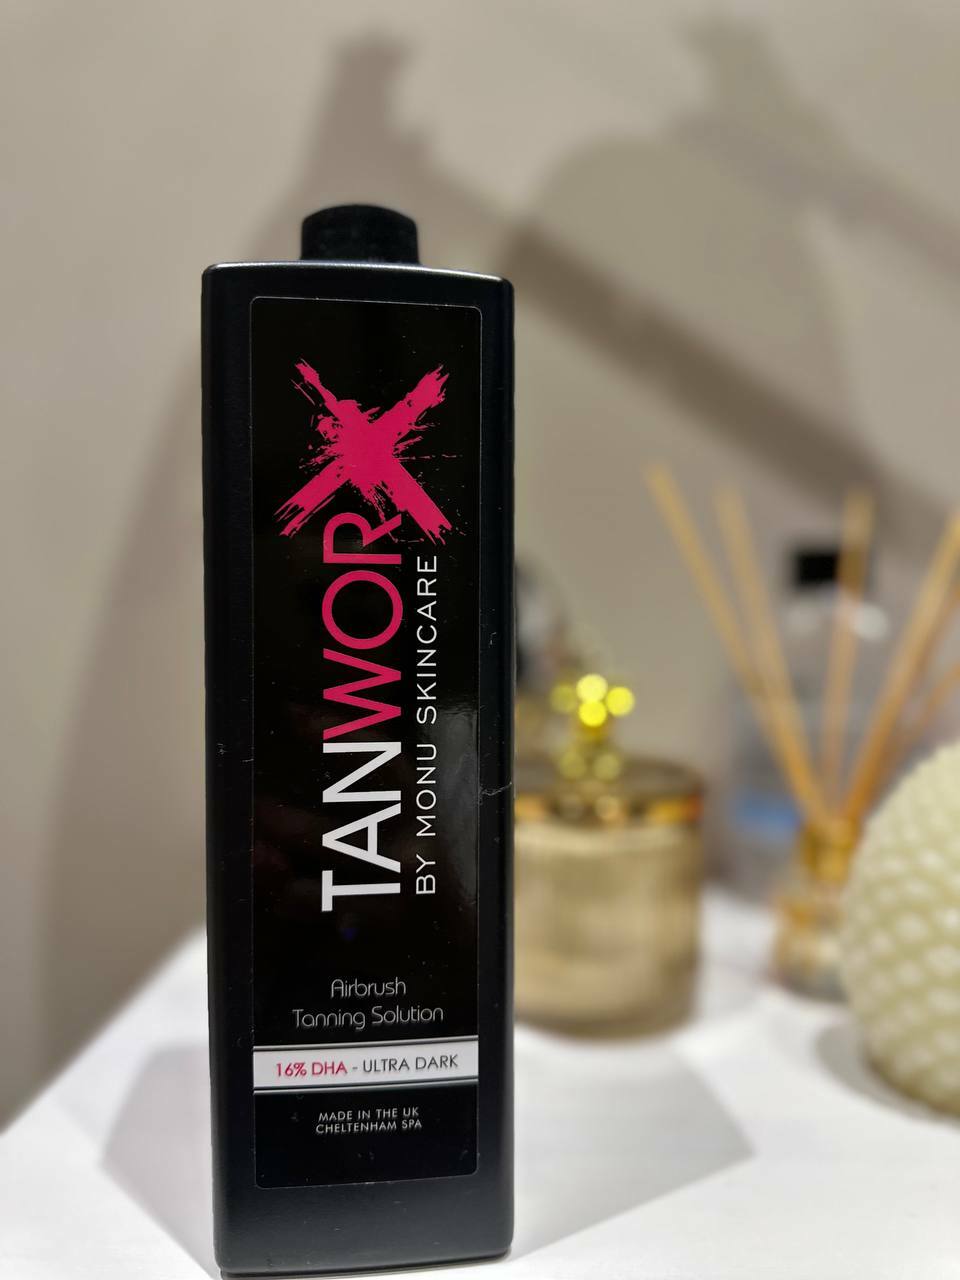 TANWORX
BY MONU SKINCARE
Airbrush
Tanning Solution
16% DHA - ULTRA DARK
MADE IN THE UK
CHELTENHAM SPA